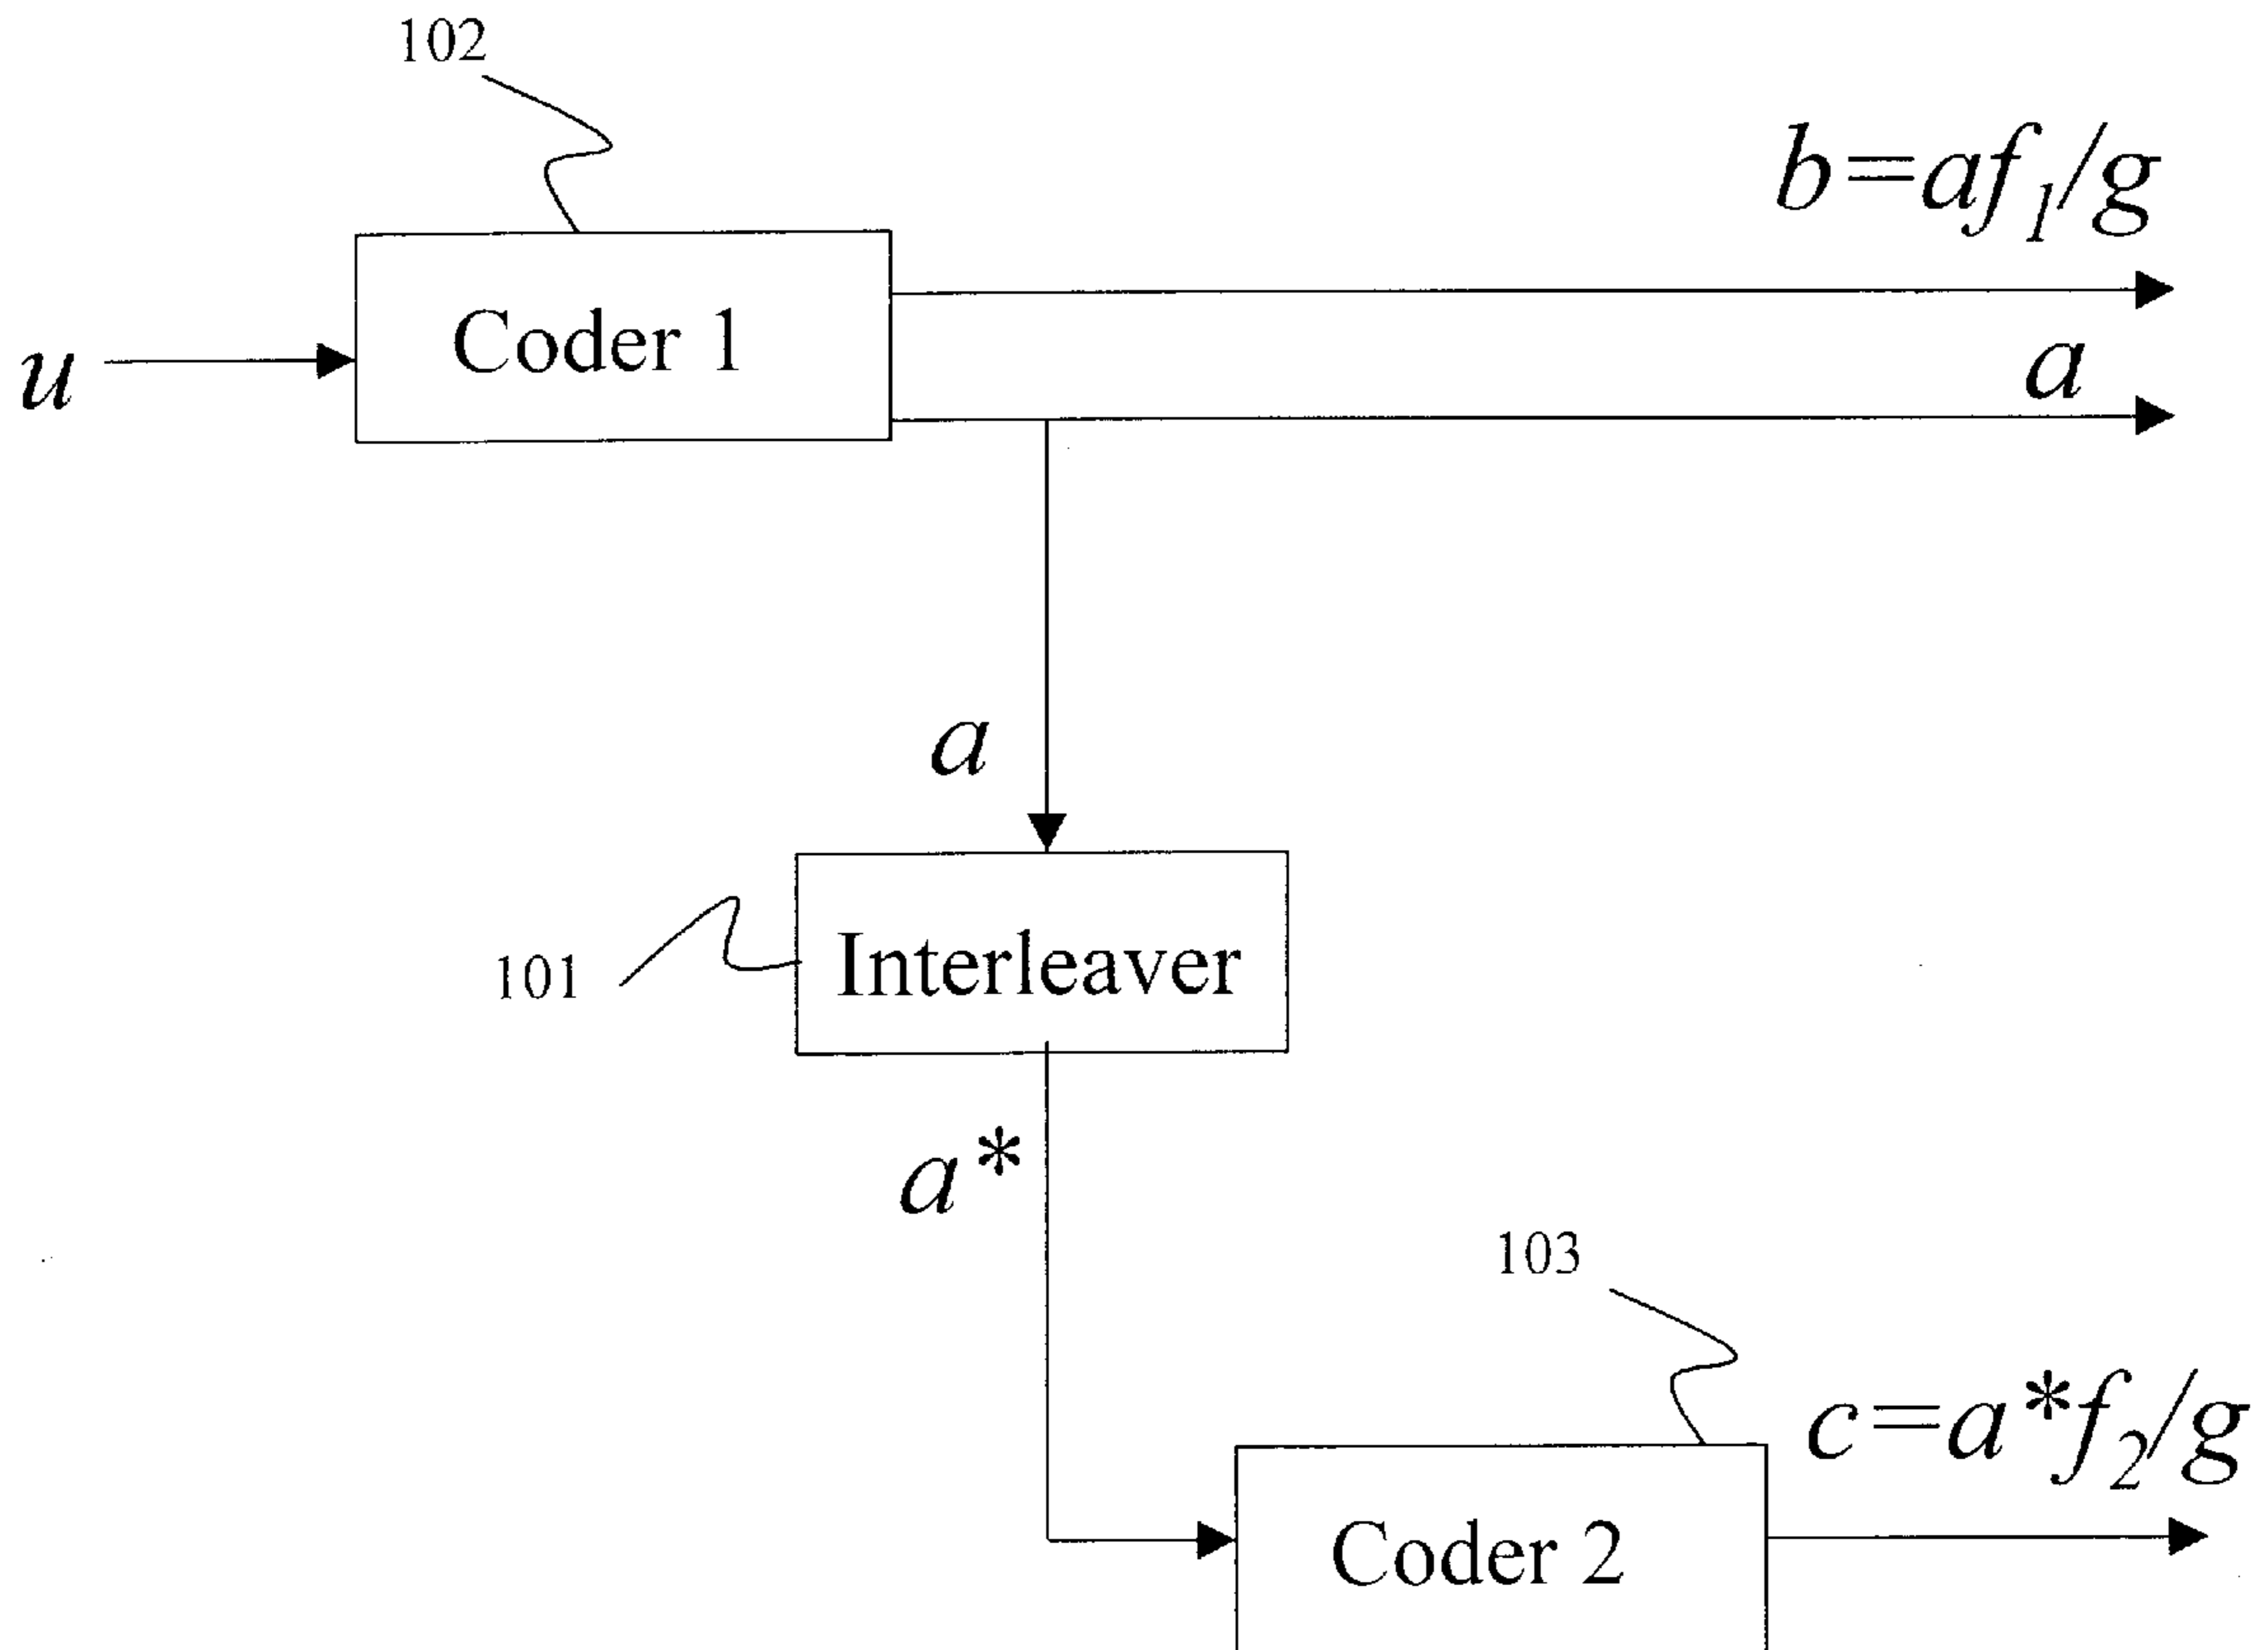 102
b=af₁/g
Coder 1
u
a
a
101
Interleaver
a*
103
c=a*f₂/g
Coder 2